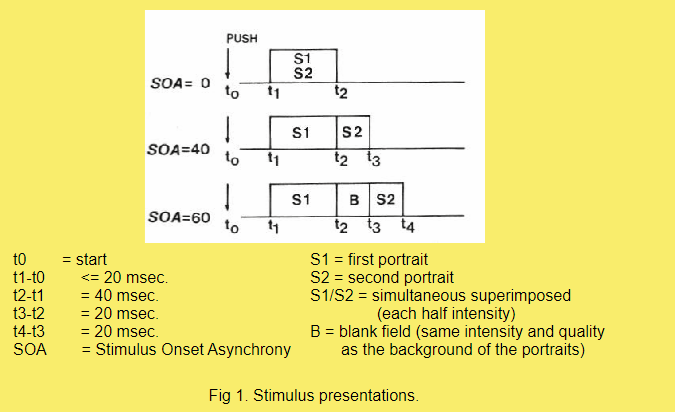 PUSH
S1
S2
SOA= 0
to t1 t2
S1 S2
SOA=40
to t1 t2 t3
S1 B S2
SOA=60
to t1 t2 t3 t4
t0 = start
t1-t0 <= 20 msec.
t2-t1 = 40 msec.
t3-t2 = 20 msec.
t4-t3 = 20 msec.
SOA = Stimulus Onset Asynchrony
S1 = first portrait
S2 = second portrait
S1/S2 = simultaneous superimposed
(each half intensity)
B = blank field (same intensity and quality
as the background of the portraits)
Fig 1. Stimulus presentations.